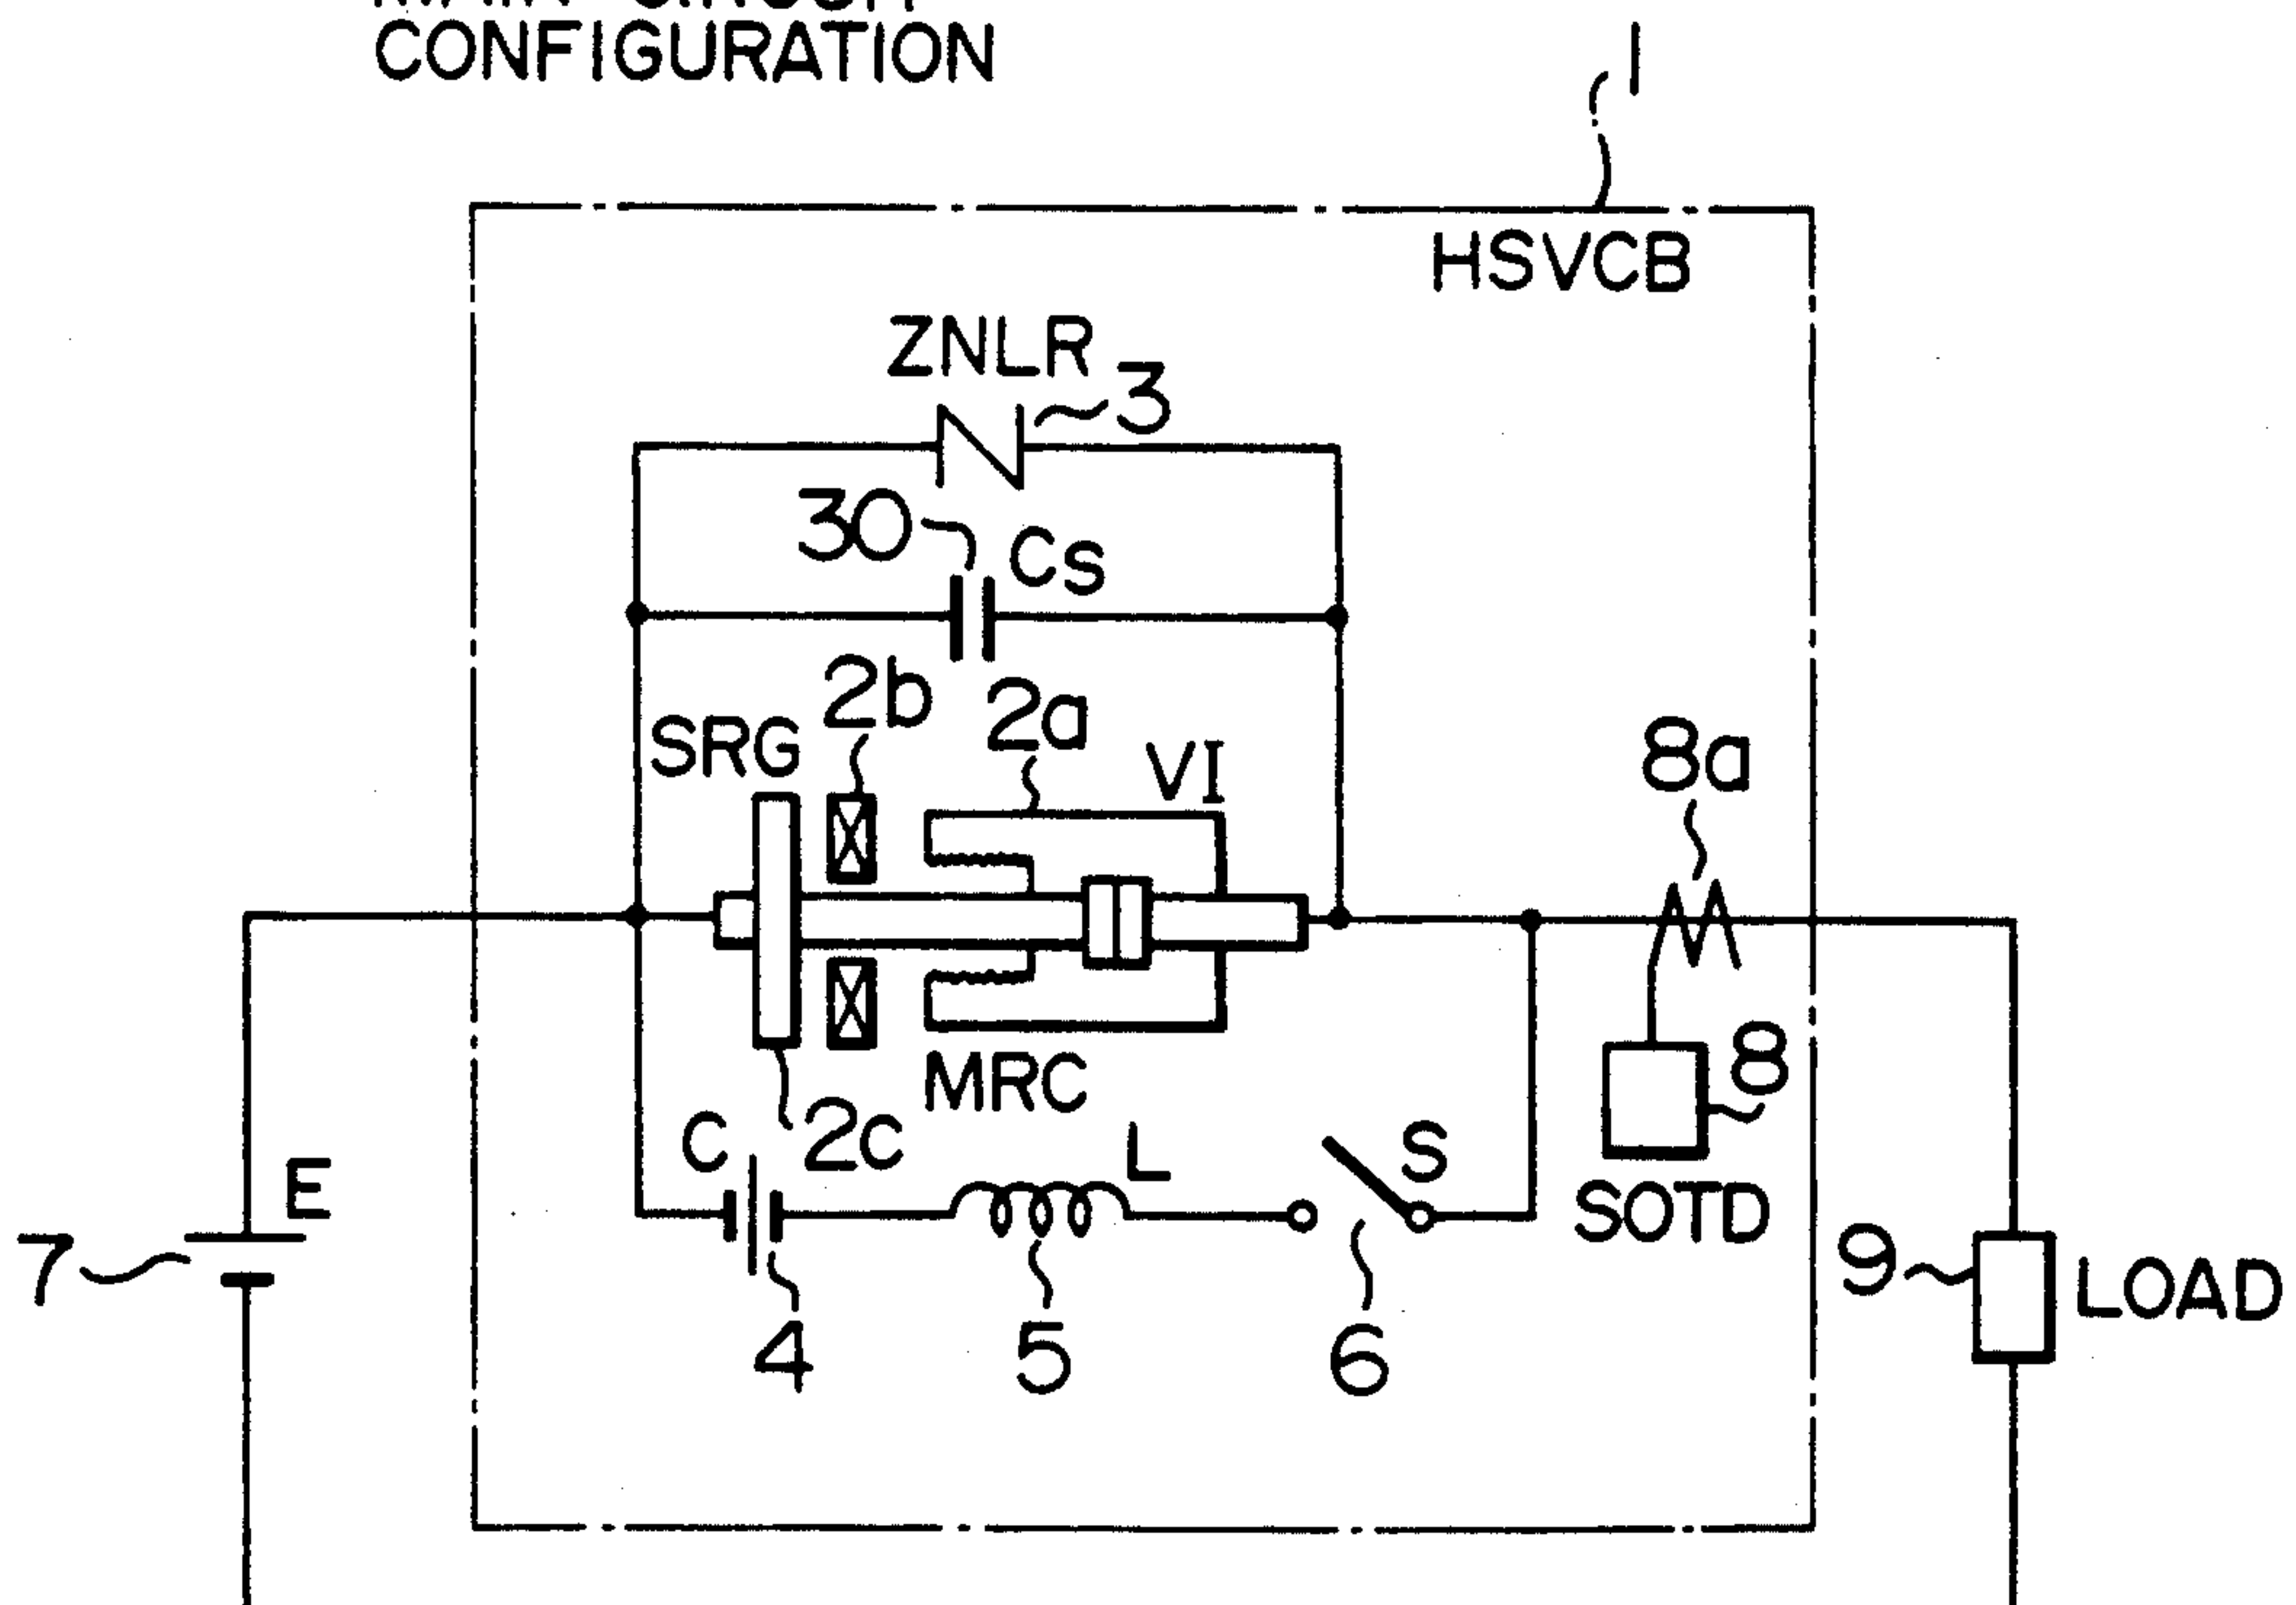 CONFIGURATION
1
HSVCB
ZNLR
3
30
Cs
2b
2a
SRG
VI
8a
MRC
8
C
2c
L
S
SOTD
E
7
9
LOAD
4
5
6